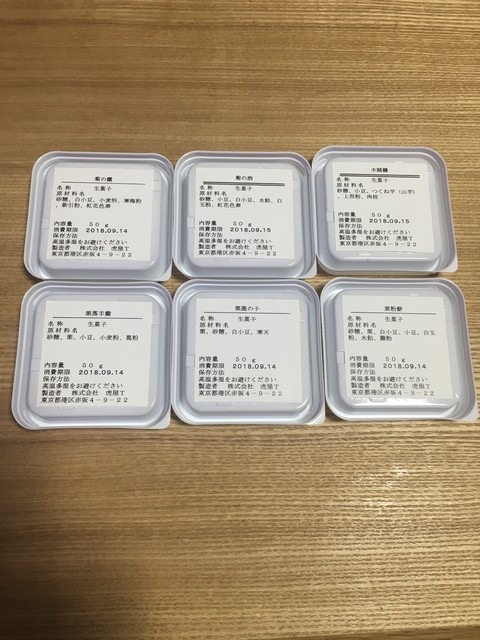 菊の露
名 称　生菓子
原 材 料 名
砂糖、白小豆、小麦粉、寒梅粉
、新引粉、紅花色素
内容量　５０ｇ
消費期限　2018.09.14
保存方法
高温多湿をお避けください
製造者　株式会社　虎屋Ｔ
東京都港区赤坂４－９－２２
菊の酒
名 称　生菓子
原 材 料 名
砂糖、小豆、白小豆、水飴、白
玉粉、紅花色素
内容量　５０ｇ
消費期限　2018.09.15
保存方法
高温多湿をお避けください
製造者　株式会社　虎屋Ｔ
東京都港区赤坂４－９－２２
名 称　生菓子
原 材 料 名
砂糖、小豆、つくね芋（山芋）
、上用粉、肉桂
内容量　５０ｇ
消費期限　2018.09.15
保存方法
高温多湿をお避けください
製造者　株式会社　虎屋Ｔ
東京都港区赤坂４－９－２２
栗蒸羊羹
名 称　生菓子
原 材 料 名
砂糖、栗、小豆、小麦粉、葛粉
内容量　５０ｇ
消費期限　2018.09.14
保存方法
高温多湿をお避けください
製造者　株式会社　虎屋Ｔ
東京都港区赤坂４－９－２２
栗鹿の子
名 称　生菓子
原 材 料 名
栗、砂糖、白小豆、寒天
内容量　５０ｇ
消費期限　2018.09.14
保存方法
高温多湿をお避けください
製造者　株式会社　虎屋Ｔ
東京都港区赤坂４－９－２２
栗粉餅
名 称　生菓子
原 材 料 名
砂糖、栗、白小豆、小豆、白玉
粉、水飴、澱粉
内容量　５０ｇ
消費期限　2018.09.14
保存方法
高温多湿をお避けください
製造者　株式会社　虎屋Ｔ
東京都港区赤坂４－９－２２